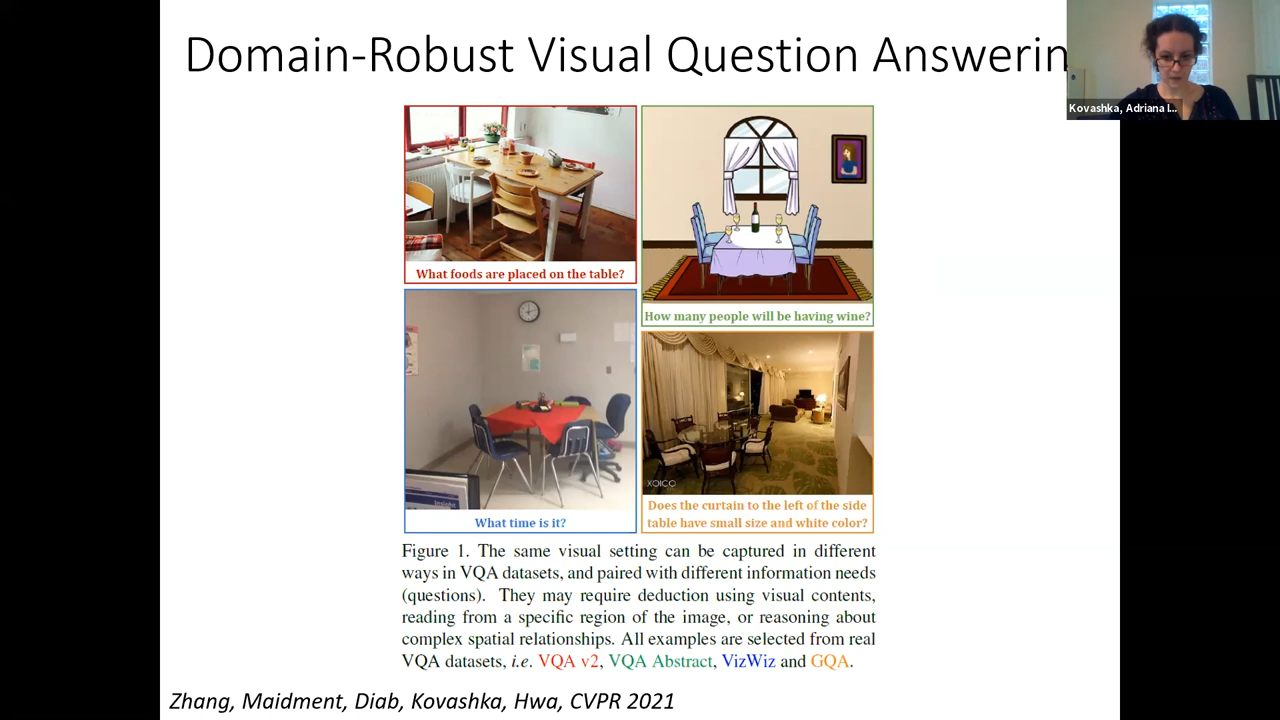 Domain-Robust Visual Question Answerin
Kovashka, Adriana I...
What foods are placed on the table?
How many people will be having wine?
XOICO
Insight
What time is it?
Does the curtain to the left of the side
table have small size and white color?
Figure 1. The same visual setting can be captured in different
ways in VQA datasets, and paired with different information needs
(questions). They may require deduction using visual contents,
reading from a specific region of the image, or reasoning about
complex spatial relationships. All examples are selected from real
VQA datasets, i.e. VQA v2, VQA Abstract, VizWiz and GQA.
Zhang, Maidment, Diab, Kovashka, Hwa, CVPR 2021